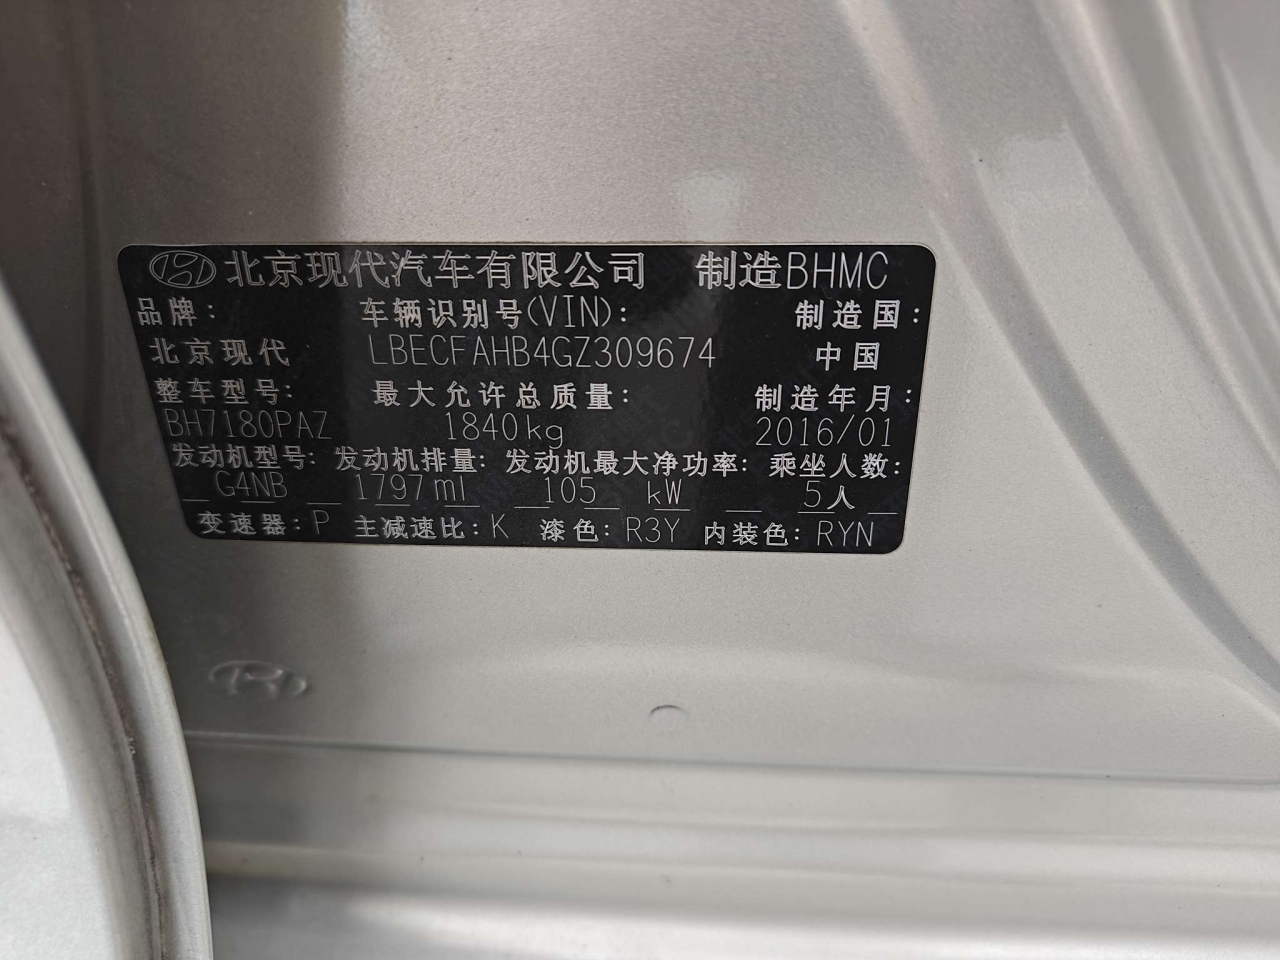 北京现代汽车有限公司 制造BHMC
品牌: 车辆识别号(VIN): 制造国:
北京现代 LBECFAHB4GZ309674 中国
整车型号: 最大允许总质量: 制造年月:
BH7180PAZ 1840kg 2016/01
发动机型号: 发动机排量: 发动机最大净功率: 乘坐人数:
G4NB 1797ml 105 kW 5人
变速器: P 主减速比: K 漆色: R3Y 内装色: RYN